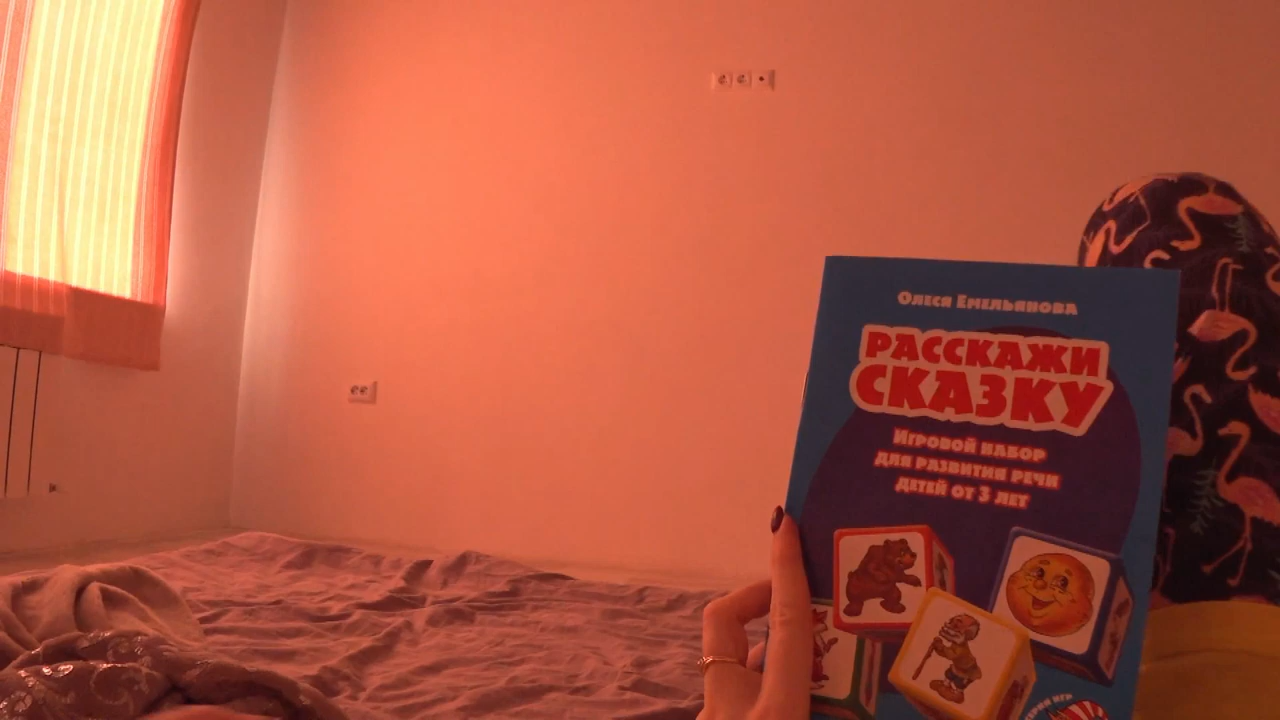 Олеся Емельянова
РАССКАЖИ
СКАЗКУ
Игровой набор
для развития речи
детей от 3 лет